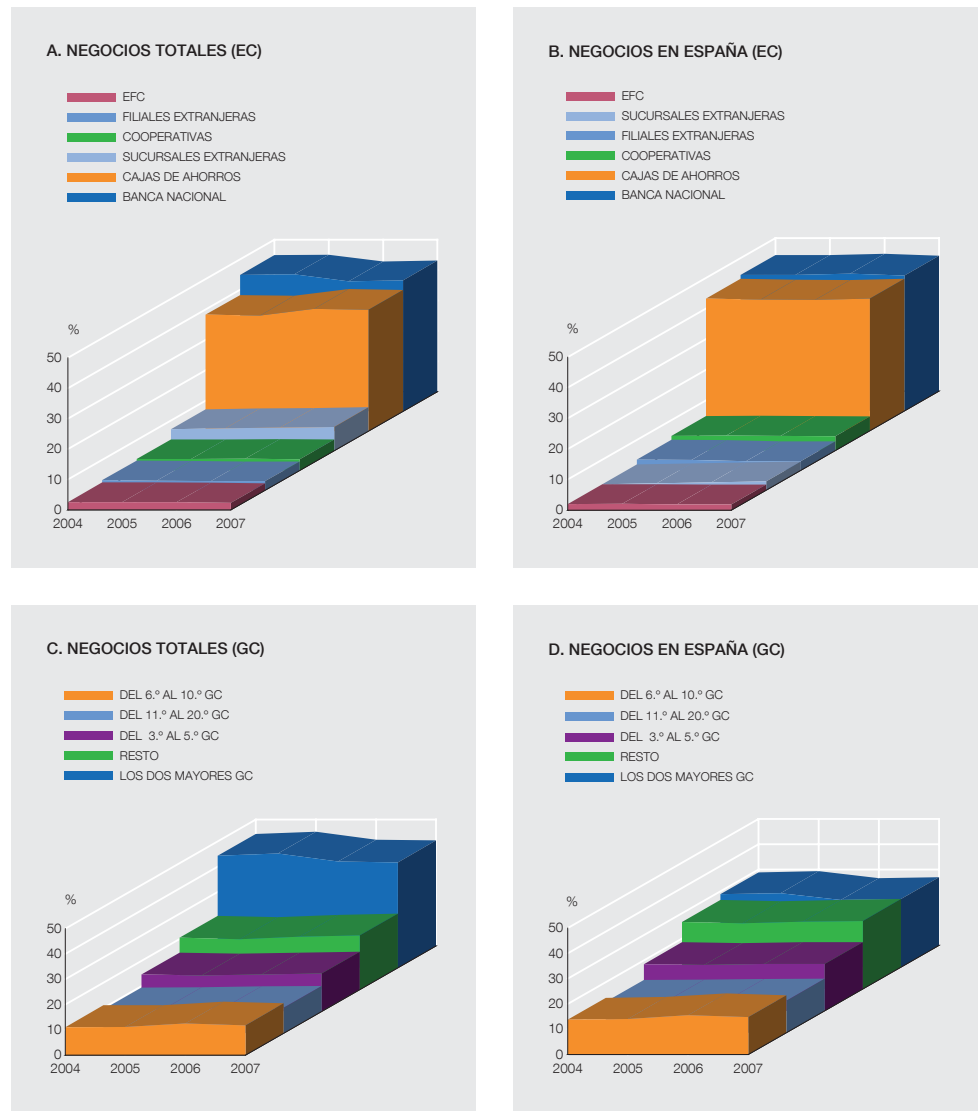 A. NEGOCIOS TOTALES (EC)
EFC
FILIALES EXTRANJERAS
COOPERATIVAS
SUCURSALES EXTRANJERAS
CAJAS DE AHORROS
BANCA NACIONAL
%
50
40
30
20
10
0
2004 2005 2006 2007
B. NEGOCIOS EN ESPAÑA (EC)
EFC
SUCURSALES EXTRANJERAS
FILIALES EXTRANJERAS
COOPERATIVAS
CAJAS DE AHORROS
BANCA NACIONAL
%
50
40
30
20
10
0
2004 2005 2006 2007
C. NEGOCIOS TOTALES (GC)
DEL 6.º AL 10.º GC
DEL 11.º AL 20.º GC
DEL 3.º AL 5.º GC
RESTO
LOS DOS MAYORES GC
%
50
40
30
20
10
0
2004 2005 2006 2007
D. NEGOCIOS EN ESPAÑA (GC)
DEL 6.º AL 10.º GC
DEL 11.º AL 20.º GC
DEL 3.º AL 5.º GC
RESTO
LOS DOS MAYORES GC
%
50
40
30
20
10
0
2004 2005 2006 2007